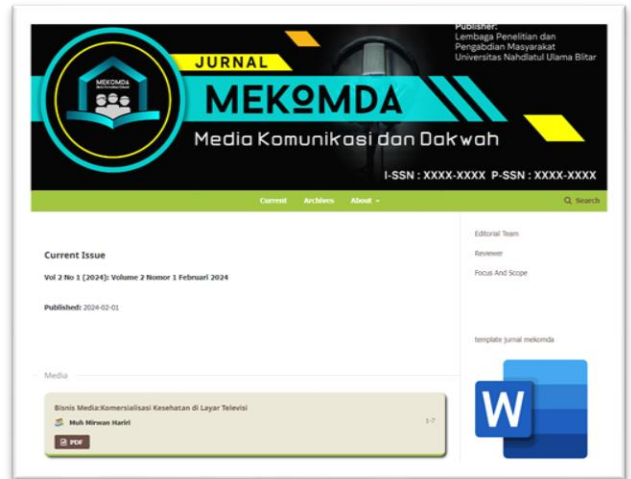 Publisher:
Lembaga Penelitian dan
Pengabdian Masyarakat
Universitas Nahdlatul Ulama Blitar
MEKOMDA
JURNAL
MEKOMDA
Media Komunikasi dan Dakwah
I-SSN : XXXX-XXXX P-SSN : XXXX-XXXX
Current Archives About
Search
Editorial Team
Current Issue
Reviewer
Vol 2 No 1 (2024): Volume 2 Nomor 1 Februari 2024
Focus And Scope
Published: 2024-02-01
template jurnal mekomda
Media
Bisnis Media:Komersialisasi Kesehatan di Layar Televisi
Muh Mirwan Hariri
1-7
PDF
W